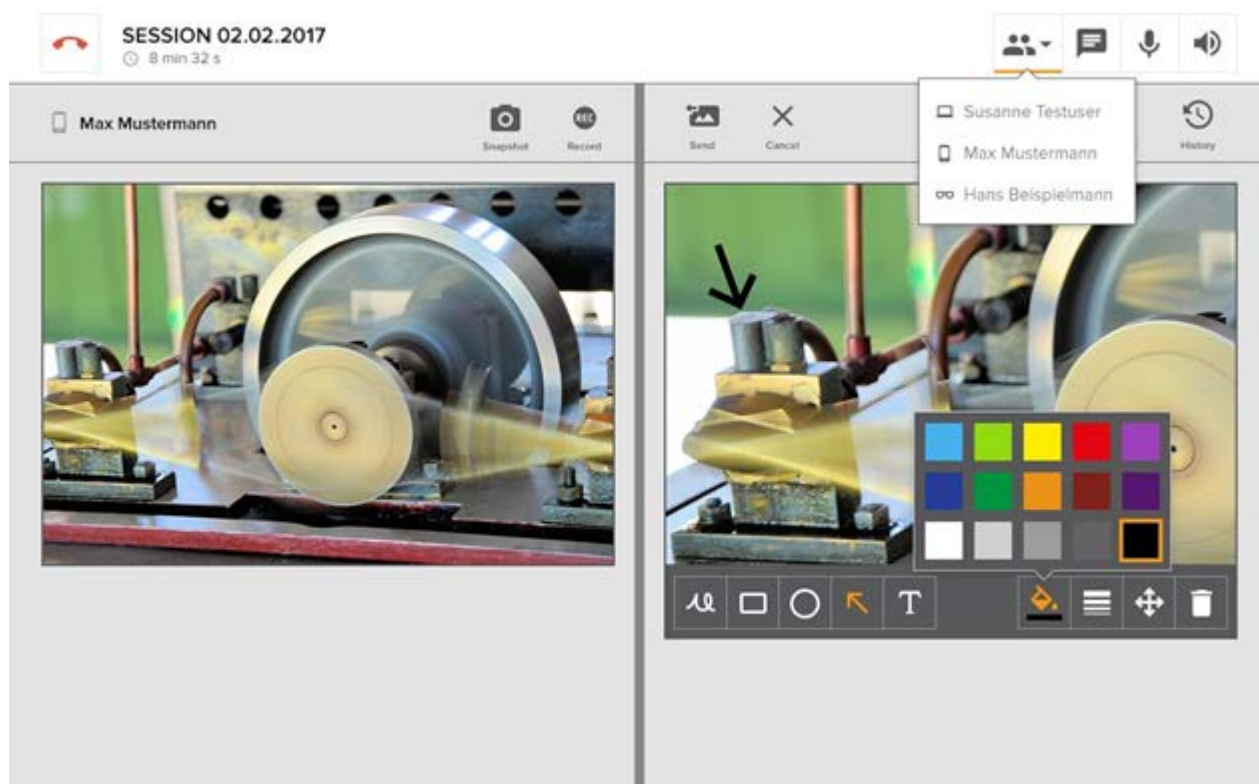 SESSION 02.02.2017
8 min 32 s
Max Mustermann
Snapshot
Record
REC
Send
Cancel
History
Susanne Testuser
Max Mustermann
Hans Beispielmann
T